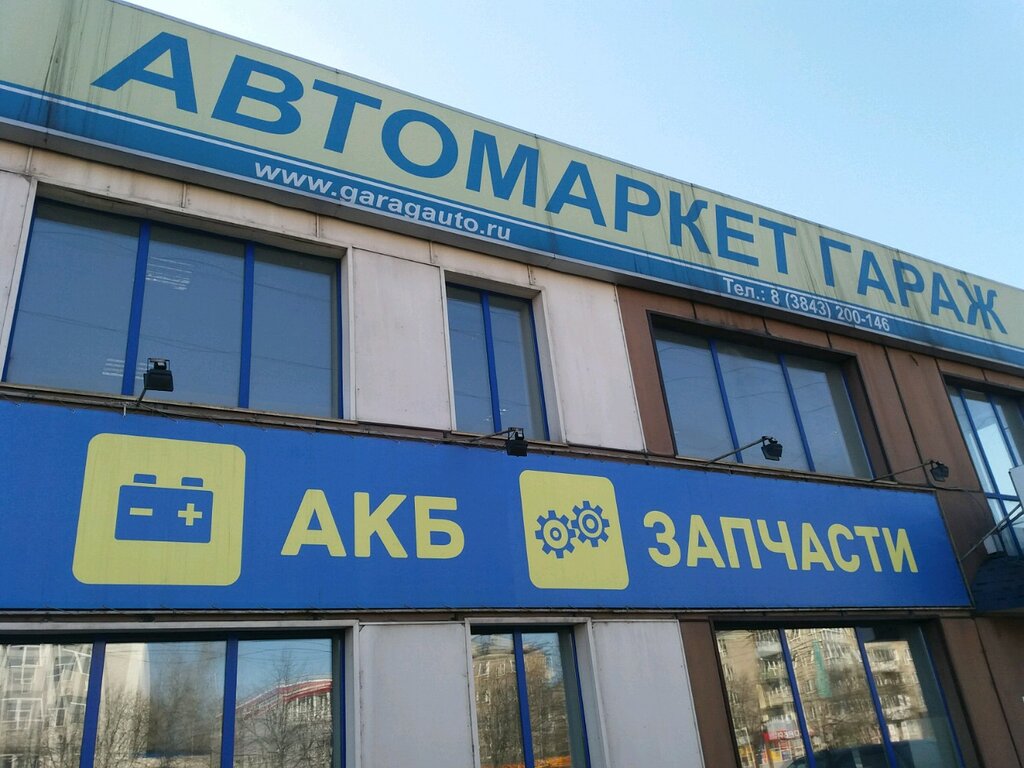 АВТОМАРКЕТ ГАРАЖ
www.garagauto.ru
Тел.: 8 (3843) 200-146
АКБ
ЗАПЧАСТИ